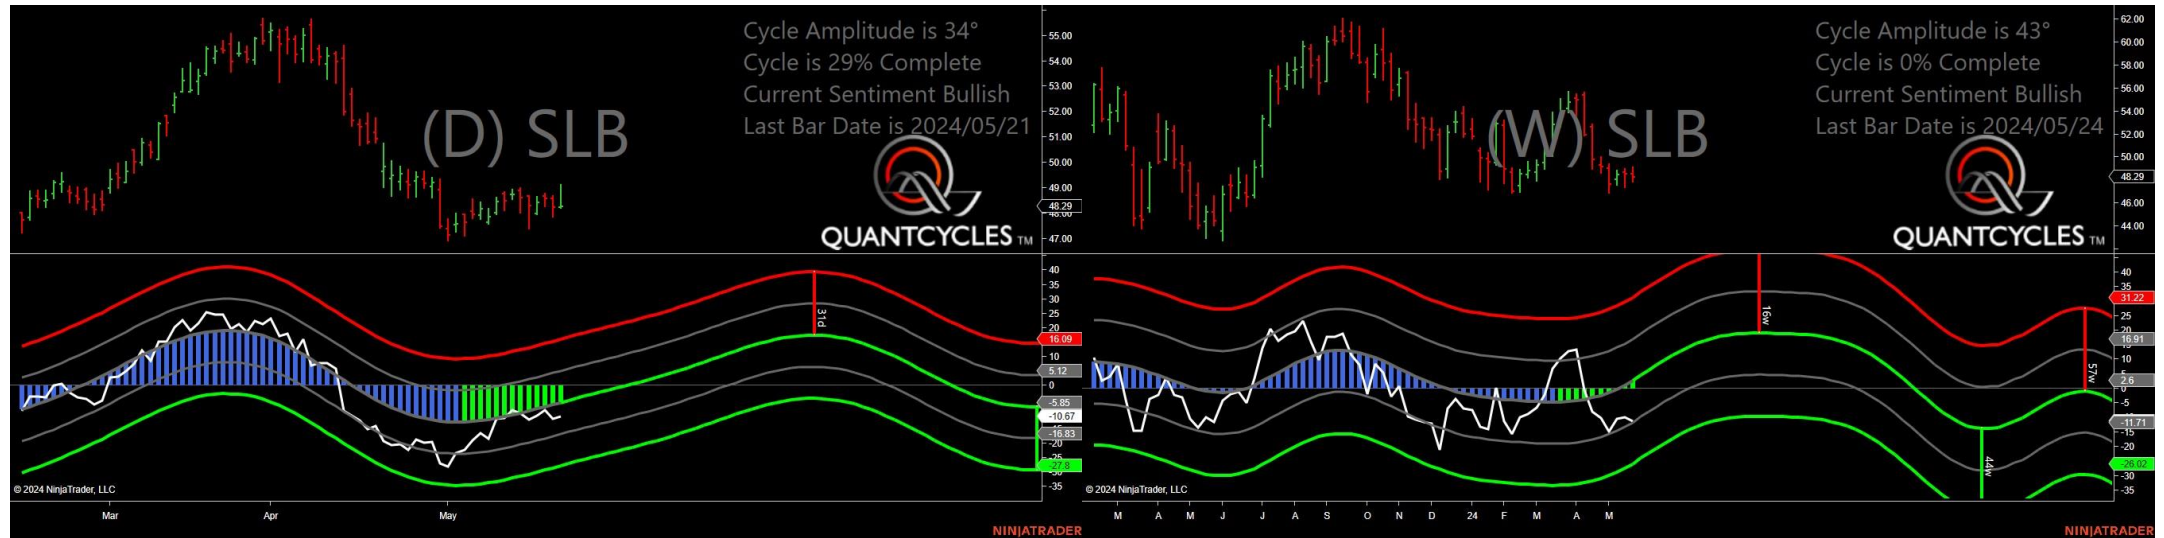 Cycle Amplitude is 34°
Cycle is 29% Complete
Current Sentiment Bullish
Last Bar Date is 2024/05/21
(D) SLB
QUANTCYCLES TM
55.00
54.00
53.00
52.00
51.00
50.00
49.00
48.29
48.00
47.00
31d
40
35
30
25
20
16.09
10
5.12
0
-5.85
-10.67
-16.83
-20
-25
-27.8
-35
© 2024 NinjaTrader, LLC
Mar
Apr
May
NINJATRADER
Cycle Amplitude is 43°
Cycle is 0% Complete
Current Sentiment Bullish
Last Bar Date is 2024/05/24
(W) SLB
QUANTCYCLES TM
62.00
60.00
58.00
56.00
54.00
52.00
50.00
48.29
46.00
44.00
16w
57w
44w
40
31.22
25
20
16.91
10
2.6
-5
-11.71
-15
-20
-26.02
-30
-35
© 2024 NinjaTrader, LLC
M A M J J A S O N D 24 F M A M
NINJATRADER